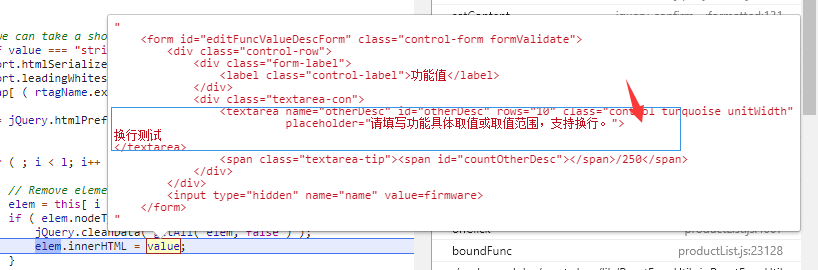 we can take a sho
"
<form id="editFuncValueDescForm" class="control-form formValidate">
<div class="control-row">
<div class="form-label">
<label class="control-label">功能值</label>
</div>
<div class="textarea-con">
<textarea name="otherDesc" id="otherDesc" rows="10" class="control turquoise unitWidth"
placeholder="请填写功能具体取值或取值范围，支持换行。">
换行测试
</textarea>
<span class="textarea-tip"><span id="countOtherDesc"></span>/250</span>
</div>
</div>
<input type="hidden" name="name" value=firmware>
</form>
"
f value === "stri
ort.htmlSerialize
ort.leadingWhites
ap[ ( rtagName.ex
= jQuery.htmlPref
r ( ; i < l; i++
// Remove eleme
elem = this[ i
if ( elem.nodeT
jQuery.cleanData( getAll( elem, false ) );
elem.innerHTML = value;
}
boundFunc
productList.js:23128